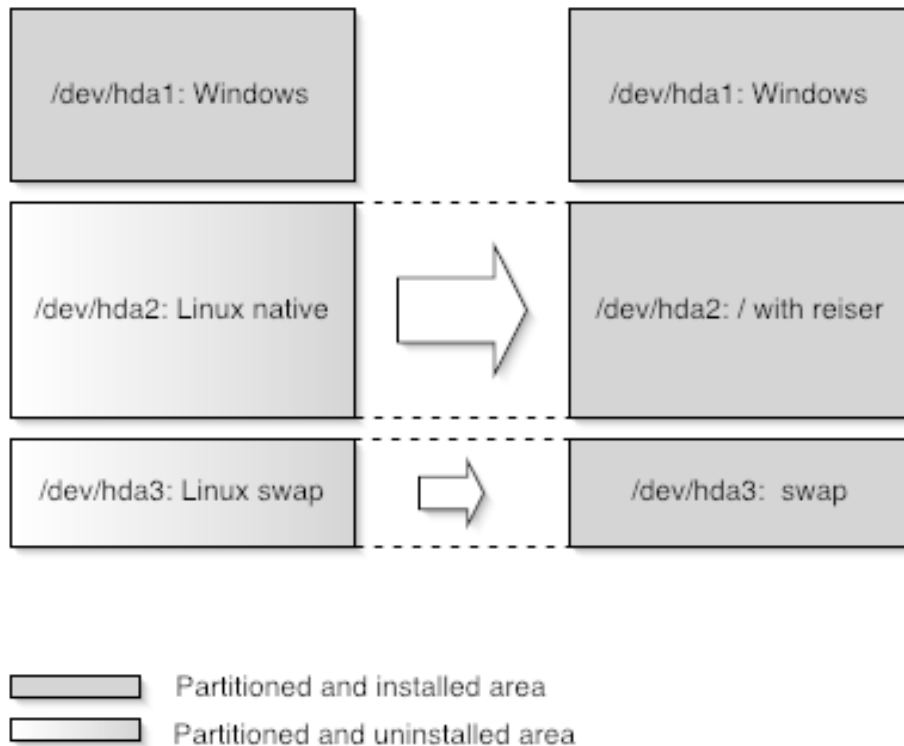 /dev/hda1: Windows
/dev/hda1: Windows
/dev/hda2: Linux native
/dev/hda2: / with reiser
/dev/hda3: Linux swap
/dev/hda3:  swap
Partitioned and installed area
Partitioned and uninstalled area